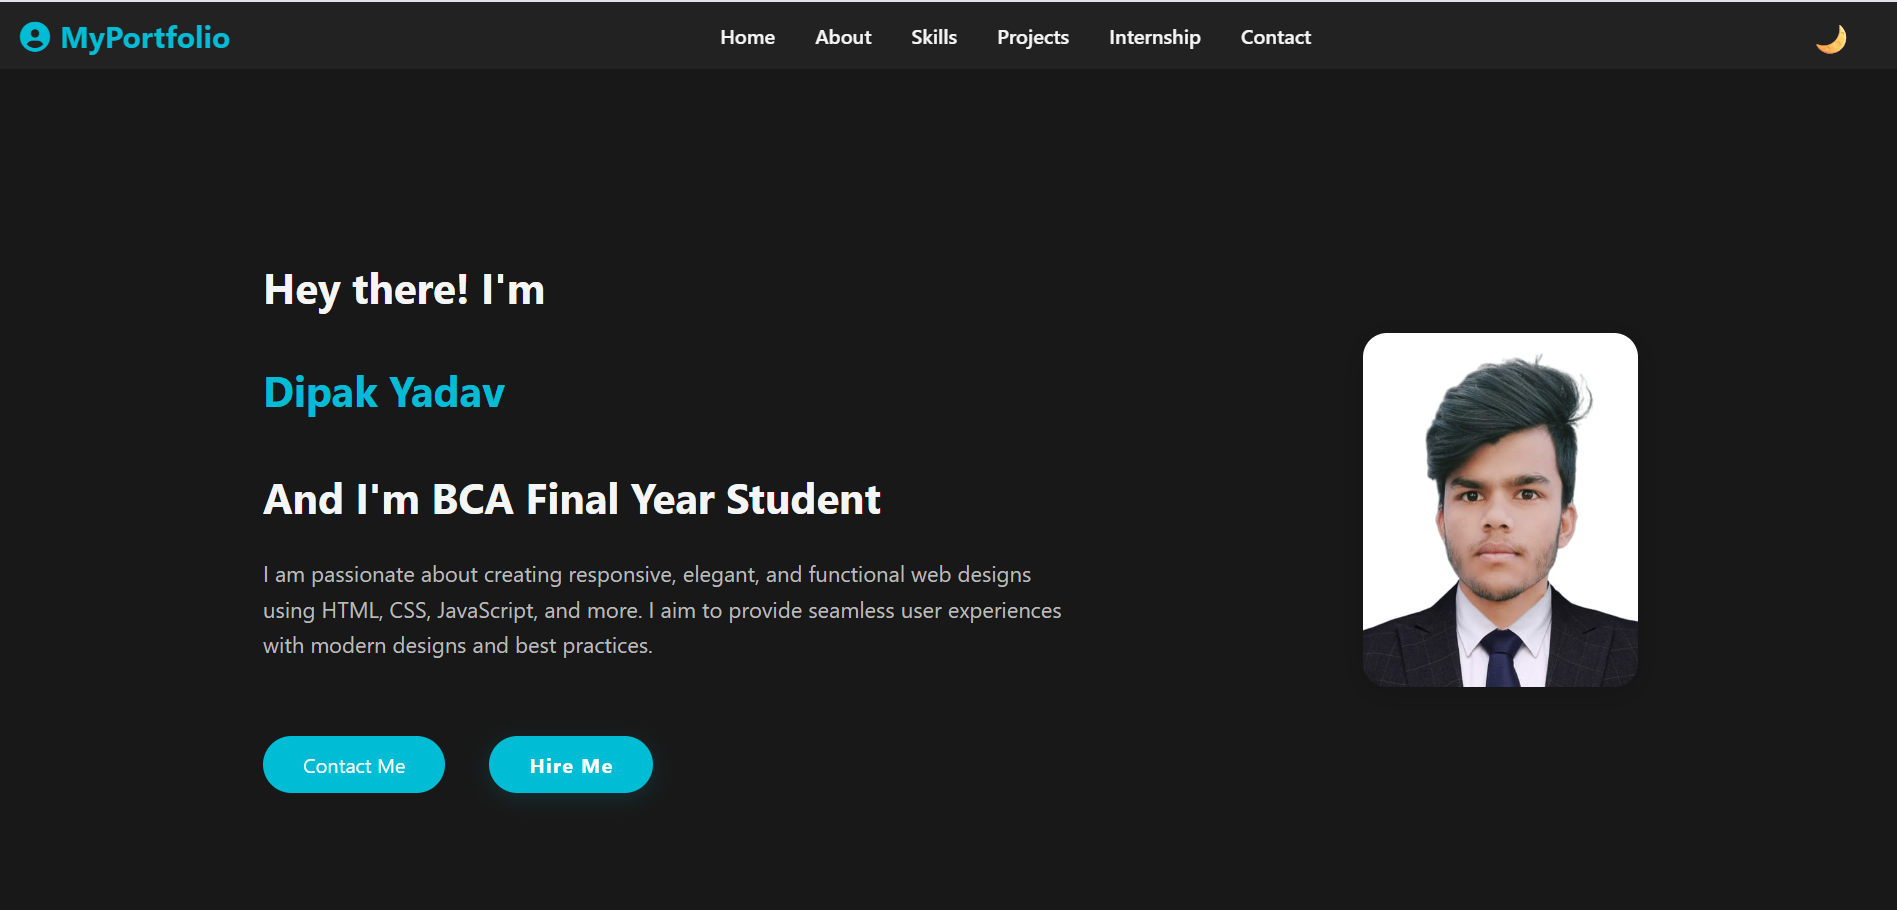 MyPortfolio
Home About Skills Projects Internship Contact
Hey there! I'm
Dipak Yadav
And I'm BCA Final Year Student
I am passionate about creating responsive, elegant, and functional web designs
using HTML, CSS, JavaScript, and more. I aim to provide seamless user experiences
with modern designs and best practices.
Contact Me Hire Me